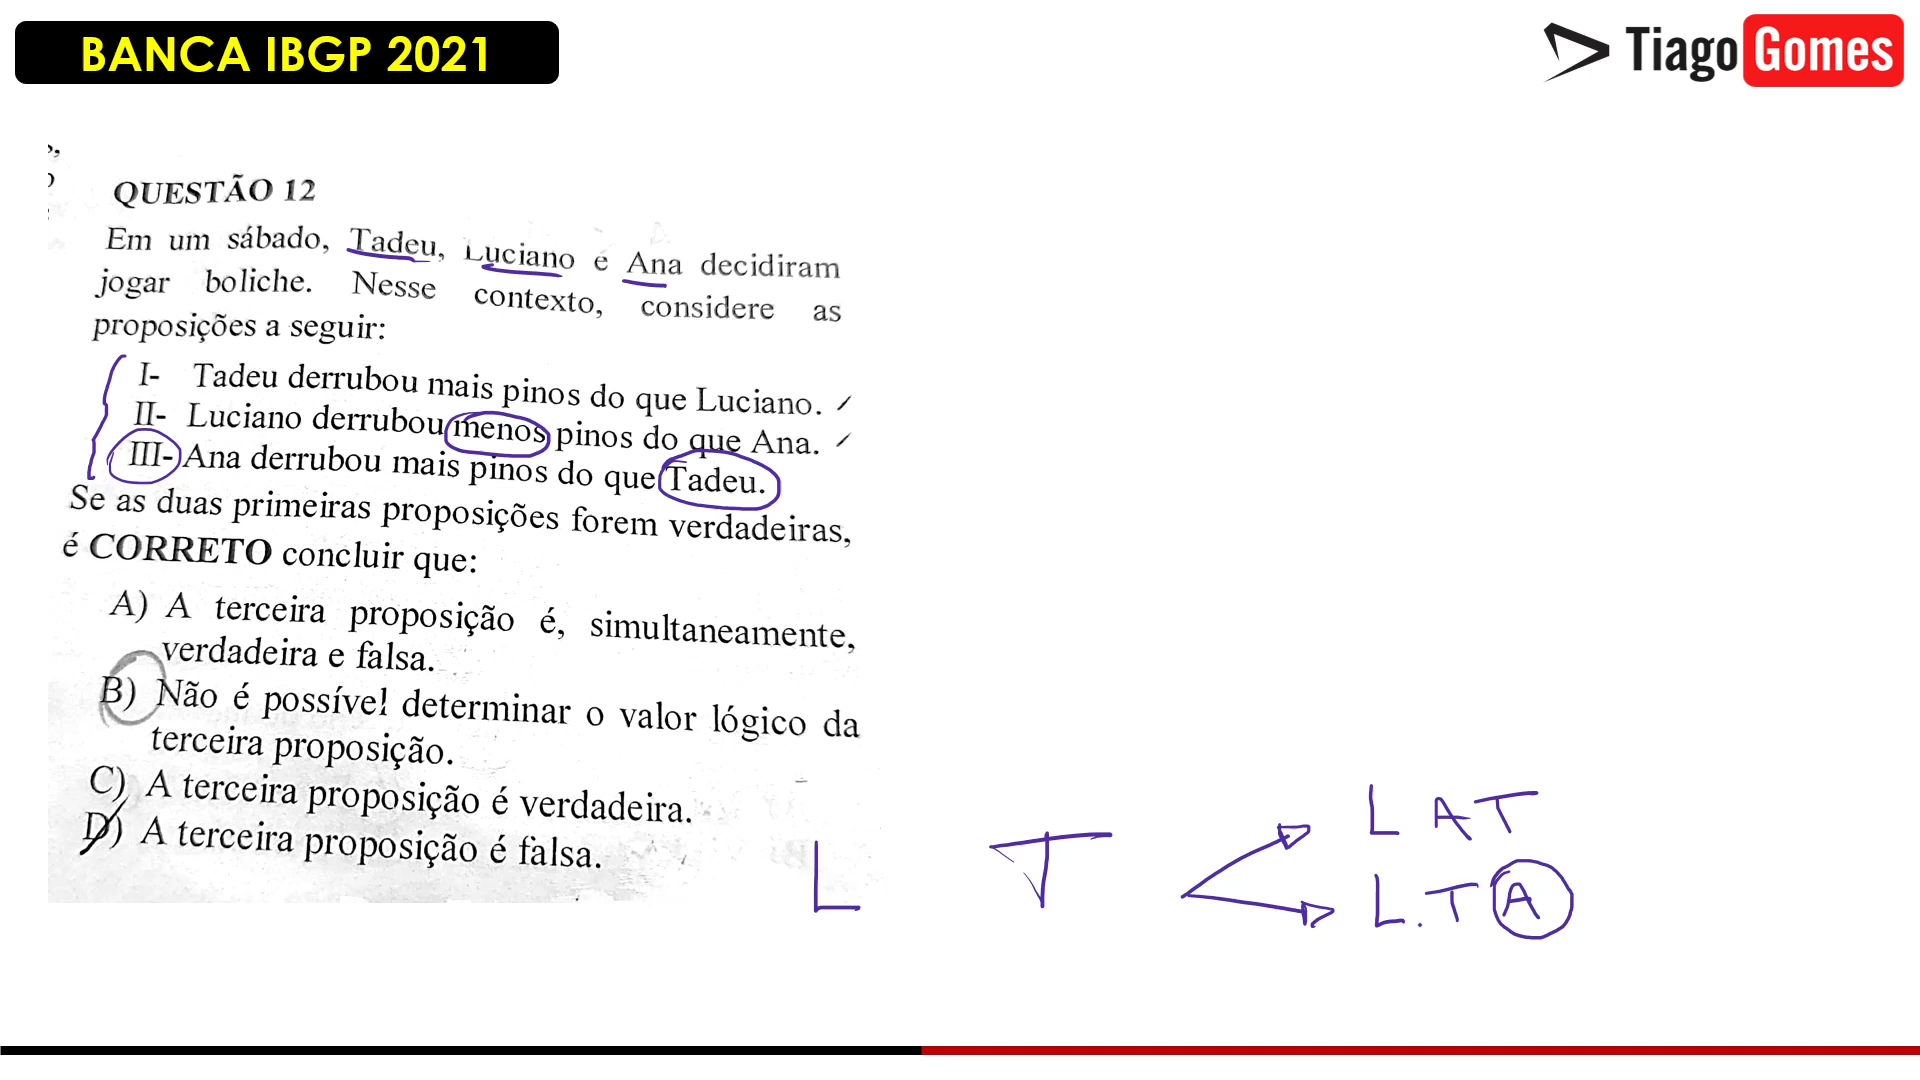 BANCA IBGP 2021
Tiago Gomes
QUESTÃO 12
Em um sábado, Tadeu, Luciano e Ana decidiram
jogar boliche. Nesse contexto, considere as
proposições a seguir:
I- Tadeu derrubou mais pinos do que Luciano.
II- Luciano derrubou menos pinos do que Ana.
III- Ana derrubou mais pinos do que Tadeu.
Se as duas primeiras proposições forem verdadeiras,
é CORRETO concluir que:
A) A terceira proposição é, simultaneamente,
verdadeira e falsa.
B) Não é possível determinar o valor lógico da
terceira proposição.
C) A terceira proposição é verdadeira.
D) A terceira proposição é falsa.
L T
L A T
L . T A